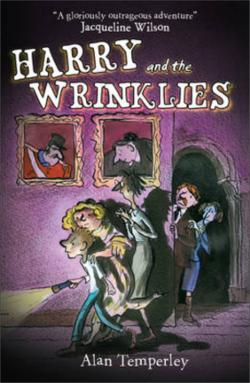 "A gloriously outrageous adventure"
Jacqueline Wilson
HARRY and the
WRINKLIES
Alan Temperley